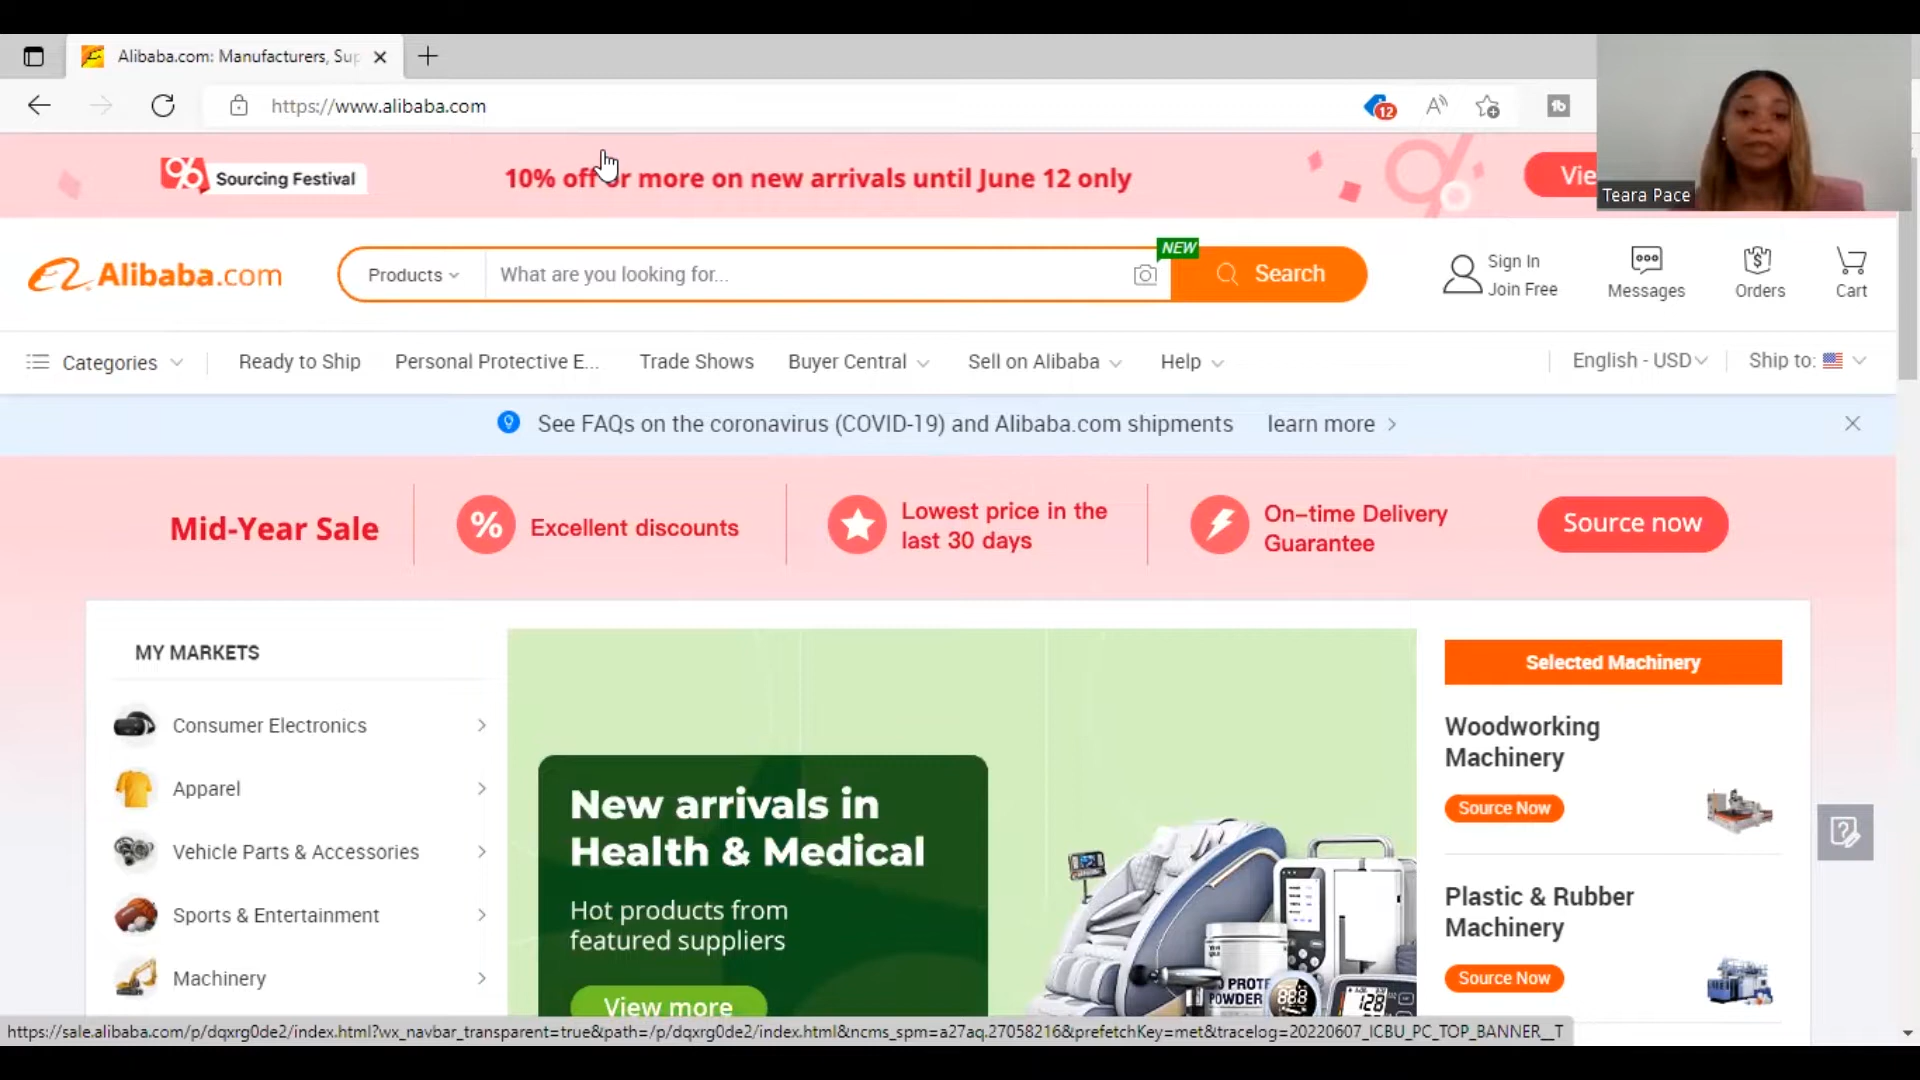 Alibaba.com: Manufacturers, Sup
https://www.alibaba.com
12
Teara Pace
96 Sourcing Festival
10% off or more on new arrivals until June 12 only
Vie
Alibaba.com
Products
What are you looking for...
NEW
Search
Sign In
Join Free
Messages
Orders
Cart
Categories
Ready to Ship
Personal Protective E...
Trade Shows
Buyer Central
Sell on Alibaba
Help
English - USD
Ship to:
See FAQs on the coronavirus (COVID-19) and Alibaba.com shipments
learn more
Mid-Year Sale
% Excellent discounts
Lowest price in the
last 30 days
On-time Delivery
Guarantee
Source now
MY MARKETS
Consumer Electronics
Apparel
Vehicle Parts & Accessories
Sports & Entertainment
Machinery
New arrivals in
Health & Medical
Hot products from
featured suppliers
View more
POWDER
888
128
Selected Machinery
Woodworking
Machinery
Source Now
Plastic & Rubber
Machinery
Source Now
https://sale.alibaba.com/p/dqxrg0de2/index.html?wx_navbar_transparent=true&path=/p/dqxrg0de2/index.html&ncms_spm=a27aq.27058216&prefetchKey=met&tracelog=20220607_ICBU_PC_TOP_BANNER__T